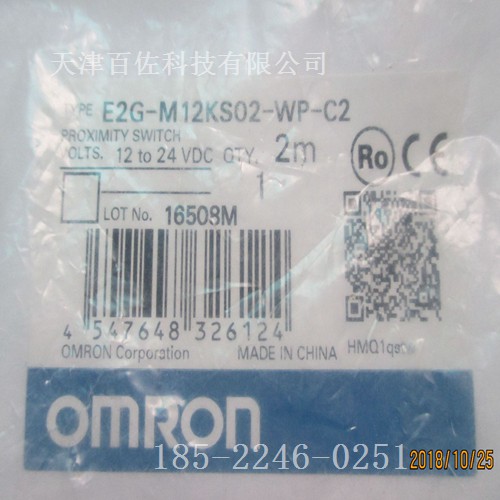 天津百佐科技有限公司
TYPE E2G-M12KS02-WP-C2
PROXIMITY SWITCH
VOLTS. 12 to 24 VDC QTY. 2m
1
Ro CE
LOT No. 16508M
4 547648 326124
OMRON Corporation MADE IN CHINA
OMRON
185-2246-0251
2018/10/25